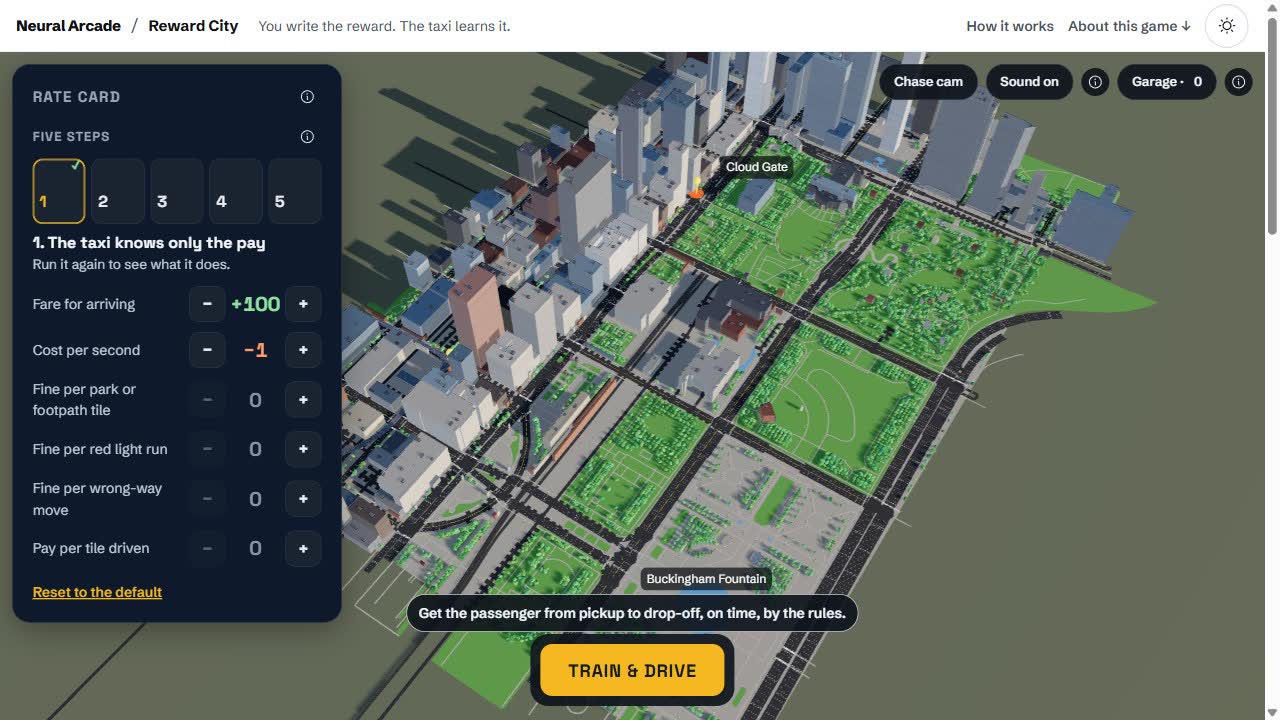 Neural Arcade / Reward City You write the reward. The taxi learns it. How it works About this game ↓
RATE CARD
FIVE STEPS
1 2 3 4 5
1. The taxi knows only the pay
Run it again to see what it does.
Fare for arriving − +100 +
Cost per second − −1 +
Fine per park or
footpath tile − 0 +
Fine per red light run − 0 +
Fine per wrong-way
move − 0 +
Pay per tile driven − 0 +
Reset to the default
Chase cam Sound on Garage · 0
Cloud Gate
Buckingham Fountain
Get the passenger from pickup to drop-off, on time, by the rules.
TRAIN & DRIVE